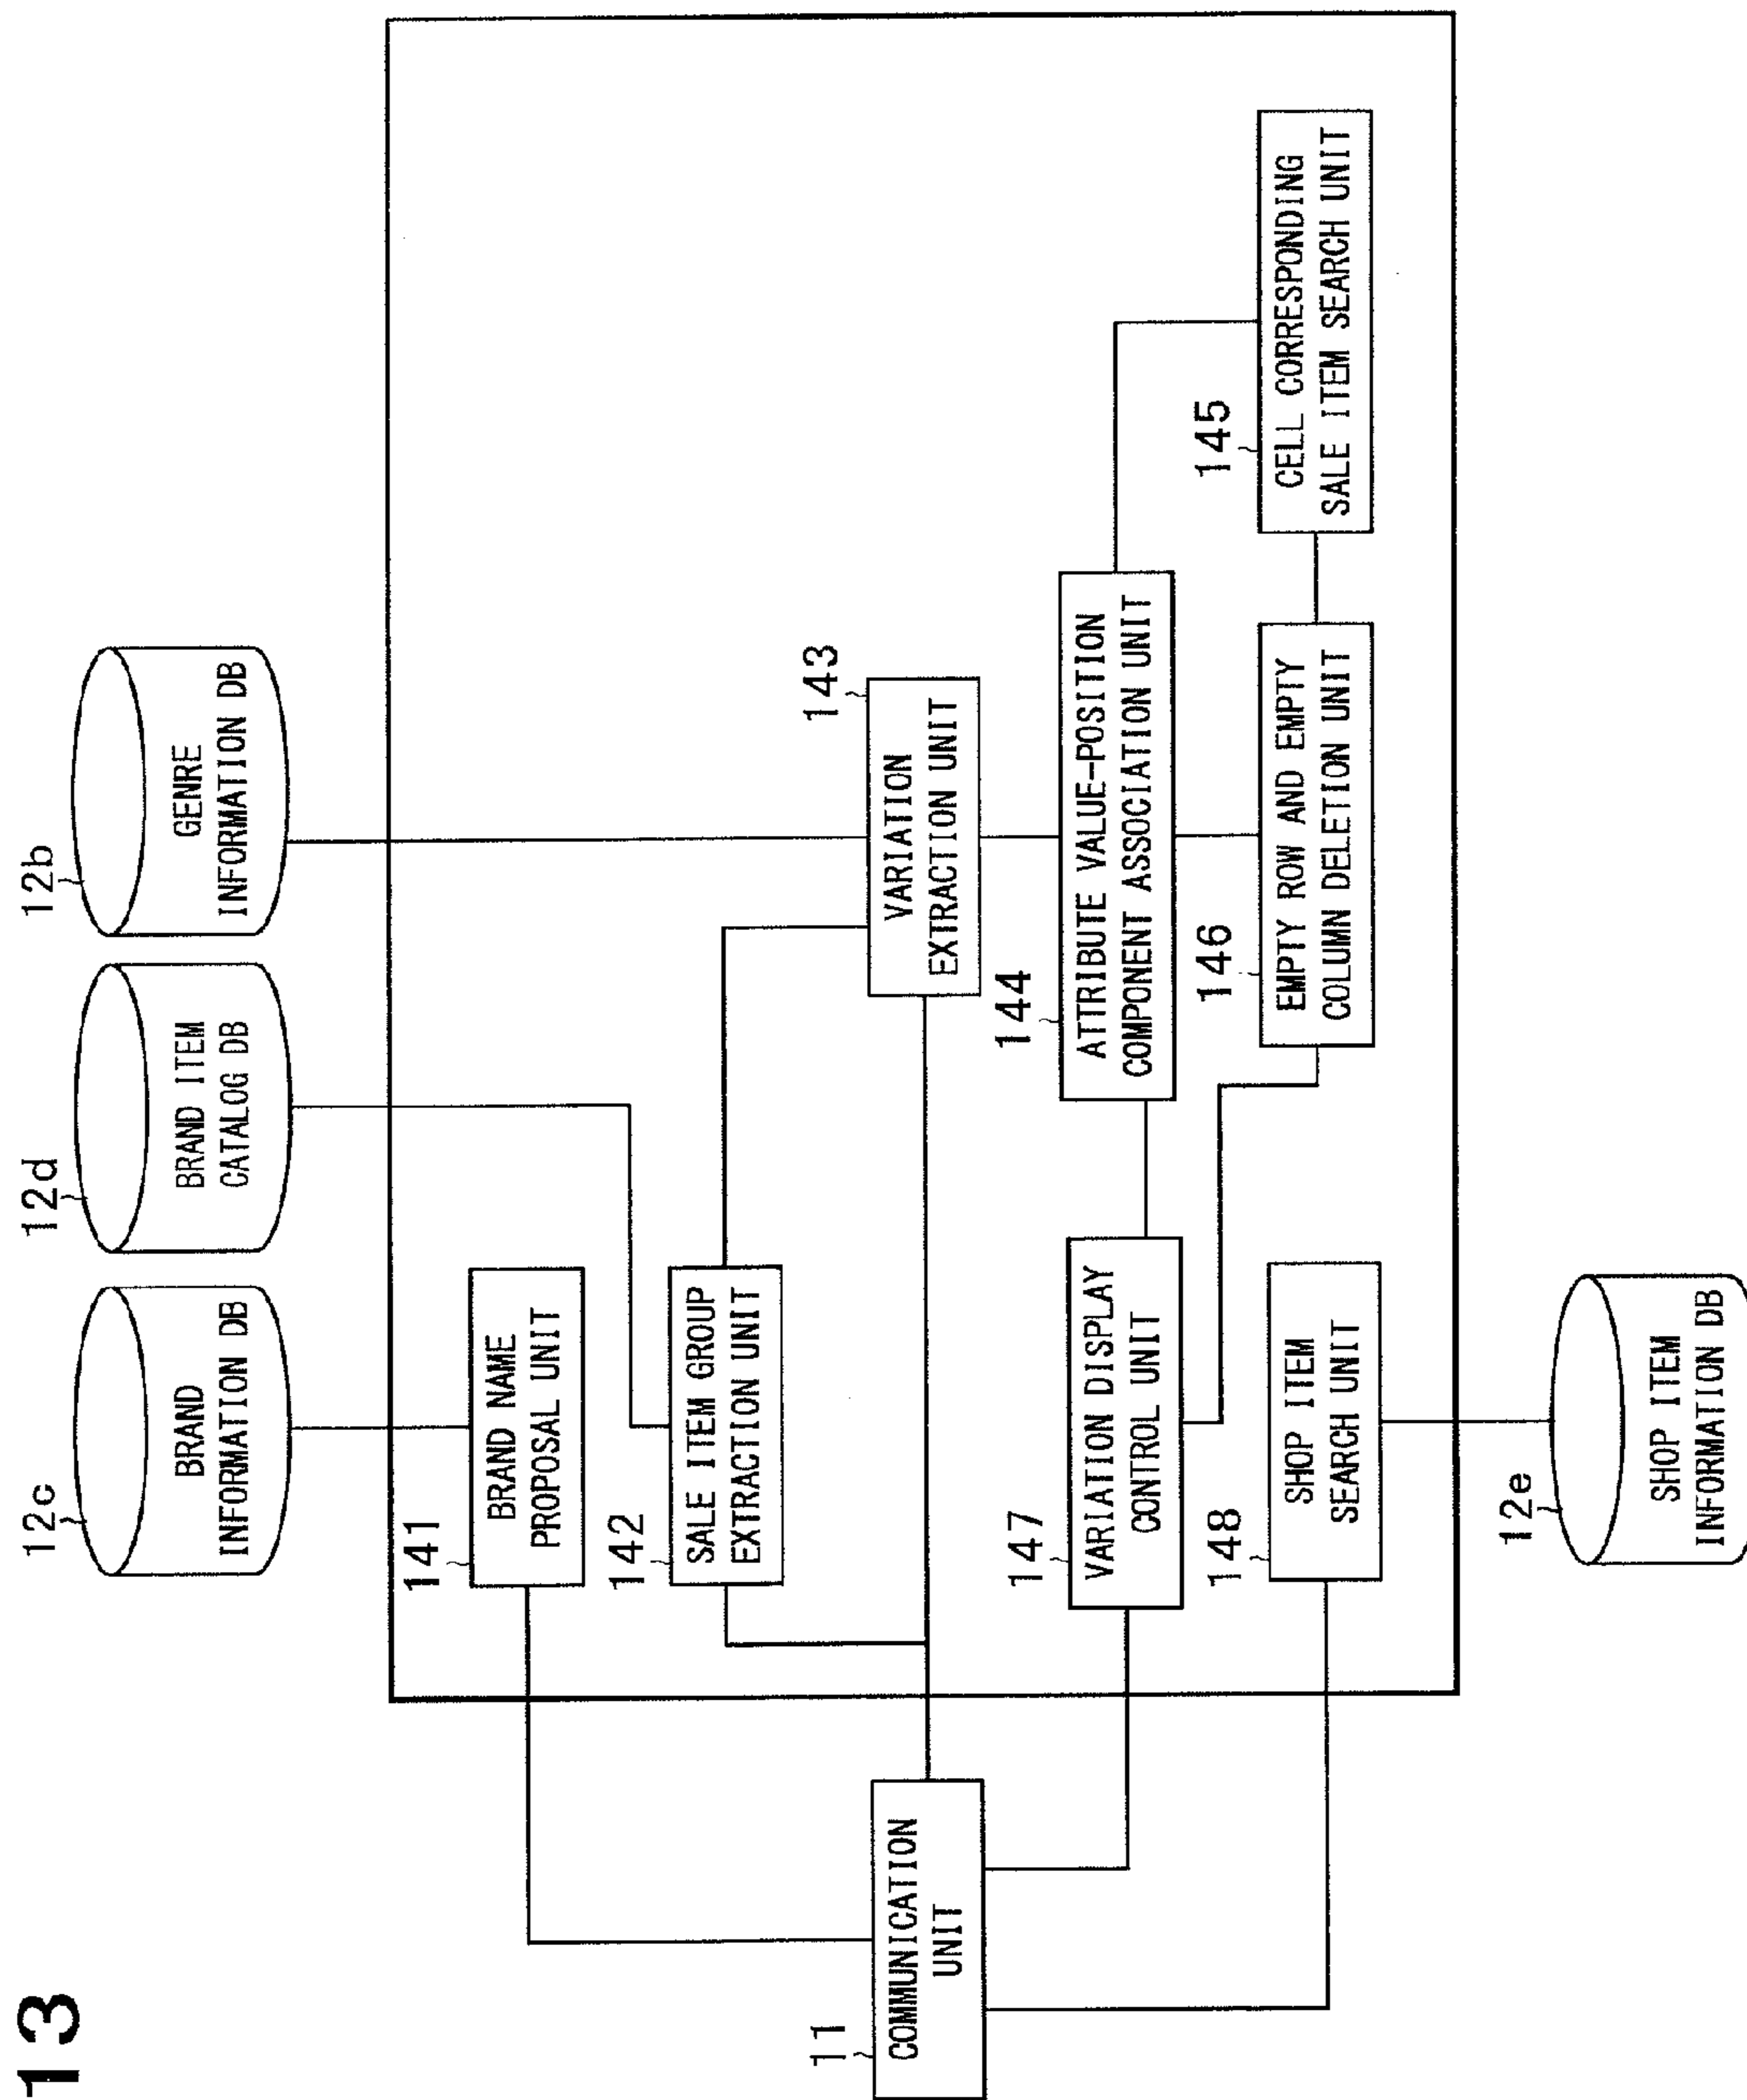 13
12c
BRAND
INFORMATION DB
12d
BRAND ITEM
CATALOG DB
12b
GENRE
INFORMATION DB
141
BRAND NAME
PROPOSAL UNIT
142
SALE ITEM GROUP
EXTRACTION UNIT
143
VARIATION
EXTRACTION UNIT
11
COMMUNICATION
UNIT
144
ATTRIBUTE VALUE-POSITION
COMPONENT ASSOCIATION UNIT
147
VARIATION DISPLAY
CONTROL UNIT
146
EMPTY ROW AND EMPTY
COLUMN DELETION UNIT
145
CELL CORRESPONDING
SALE ITEM SEARCH UNIT
148
SHOP ITEM
SEARCH UNIT
12e
SHOP ITEM
INFORMATION DB